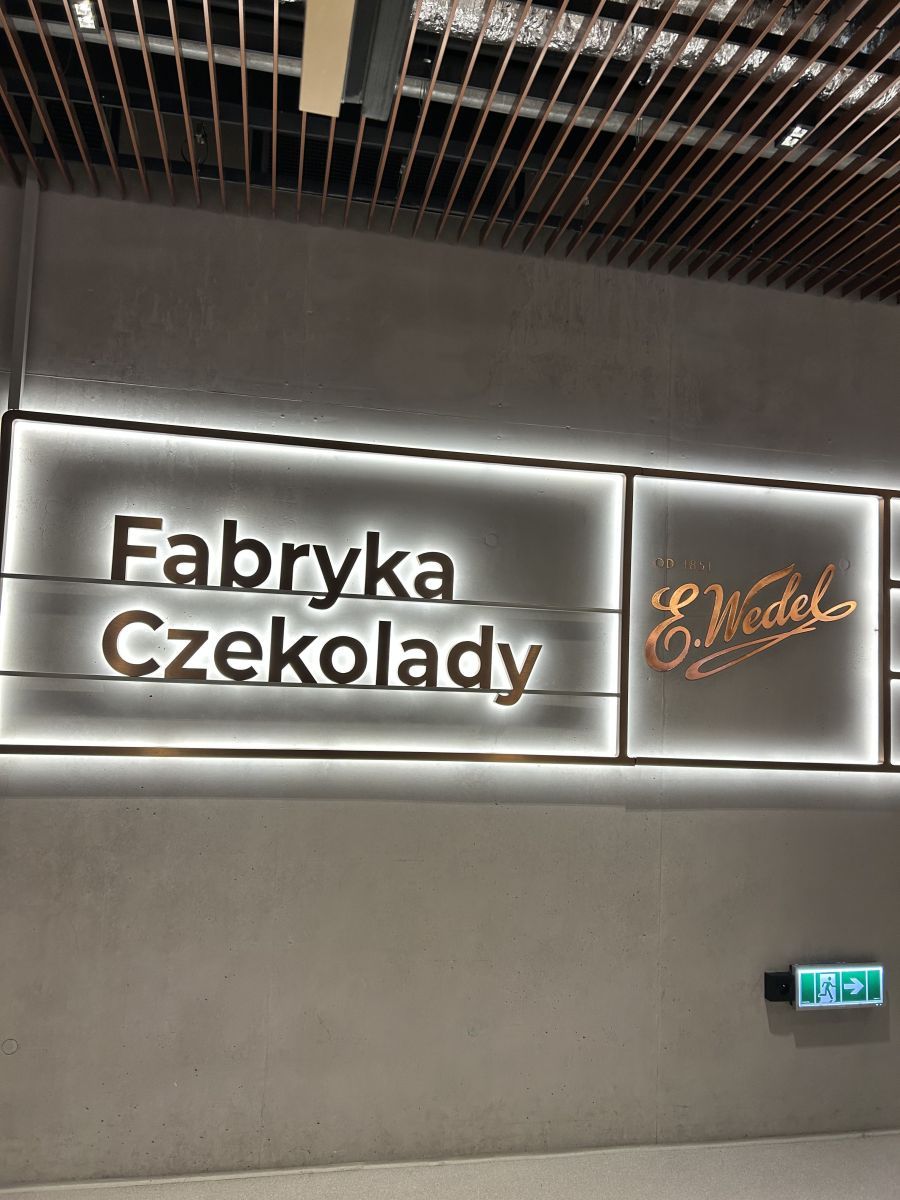 Fabryka
Czekolady
OD 1851
E.Wedel